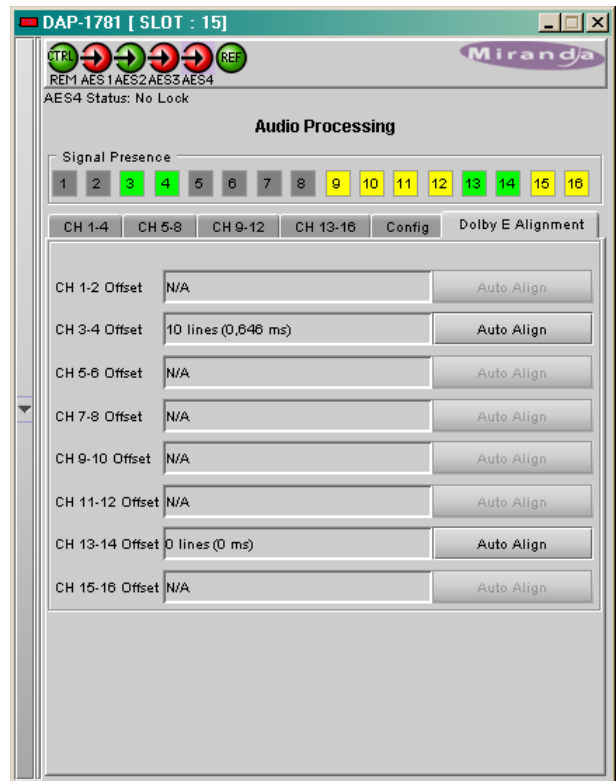 DAP-1781 [ SLOT : 15]
CTRL REF
REM AES1 AES2 AES3 AES4
Miranda
AES4 Status: No Lock
Audio Processing
Signal Presence
1 2 3 4 5 6 7 8 9 10 11 12 13 14 15 16
CH 1-4 CH 5-8 CH 9-12 CH 13-16 Config Dolby E Alignment
CH 1-2 Offset N/A Auto Align
CH 3-4 Offset 10 lines (0,646 ms) Auto Align
CH 5-6 Offset N/A Auto Align
CH 7-8 Offset N/A Auto Align
CH 9-10 Offset N/A Auto Align
CH 11-12 Offset N/A Auto Align
CH 13-14 Offset 0 lines (0 ms) Auto Align
CH 15-16 Offset N/A Auto Align